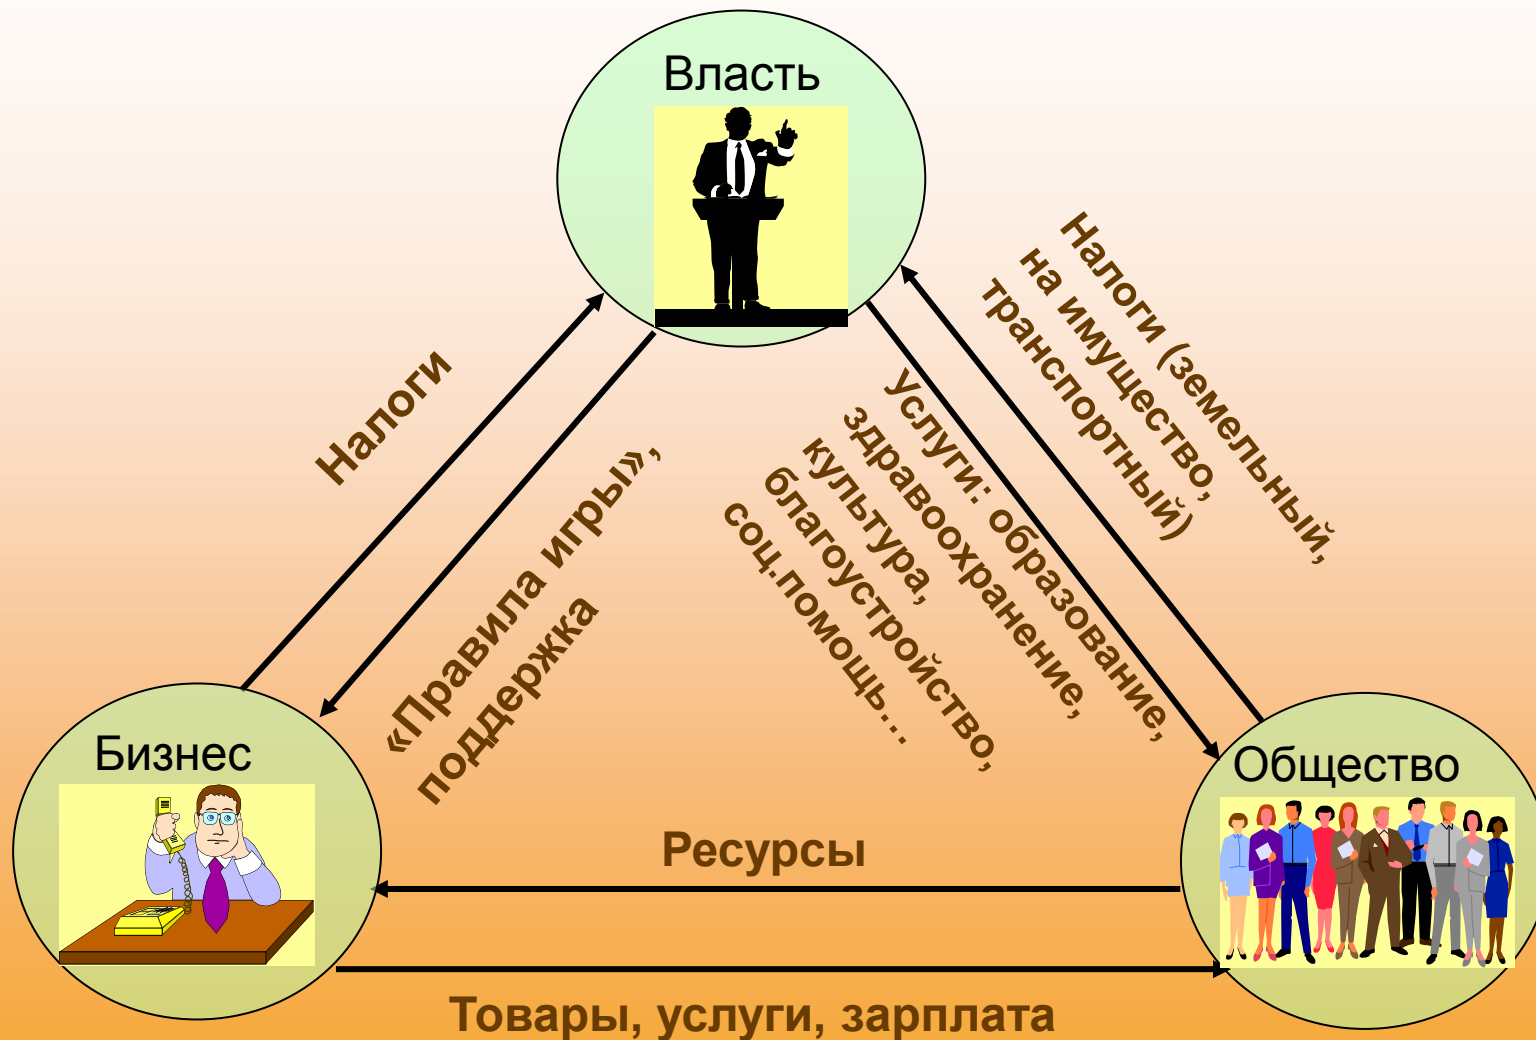 Власть
Налоги
«Правила игры»,
поддержка
Налоги (земельный,
на имущество,
транспортный)
Услуги: образование,
здравоохранение,
культура,
благоустройство,
соц.помощь…
Бизнес
Общество
Ресурсы
Товары, услуги, зарплата